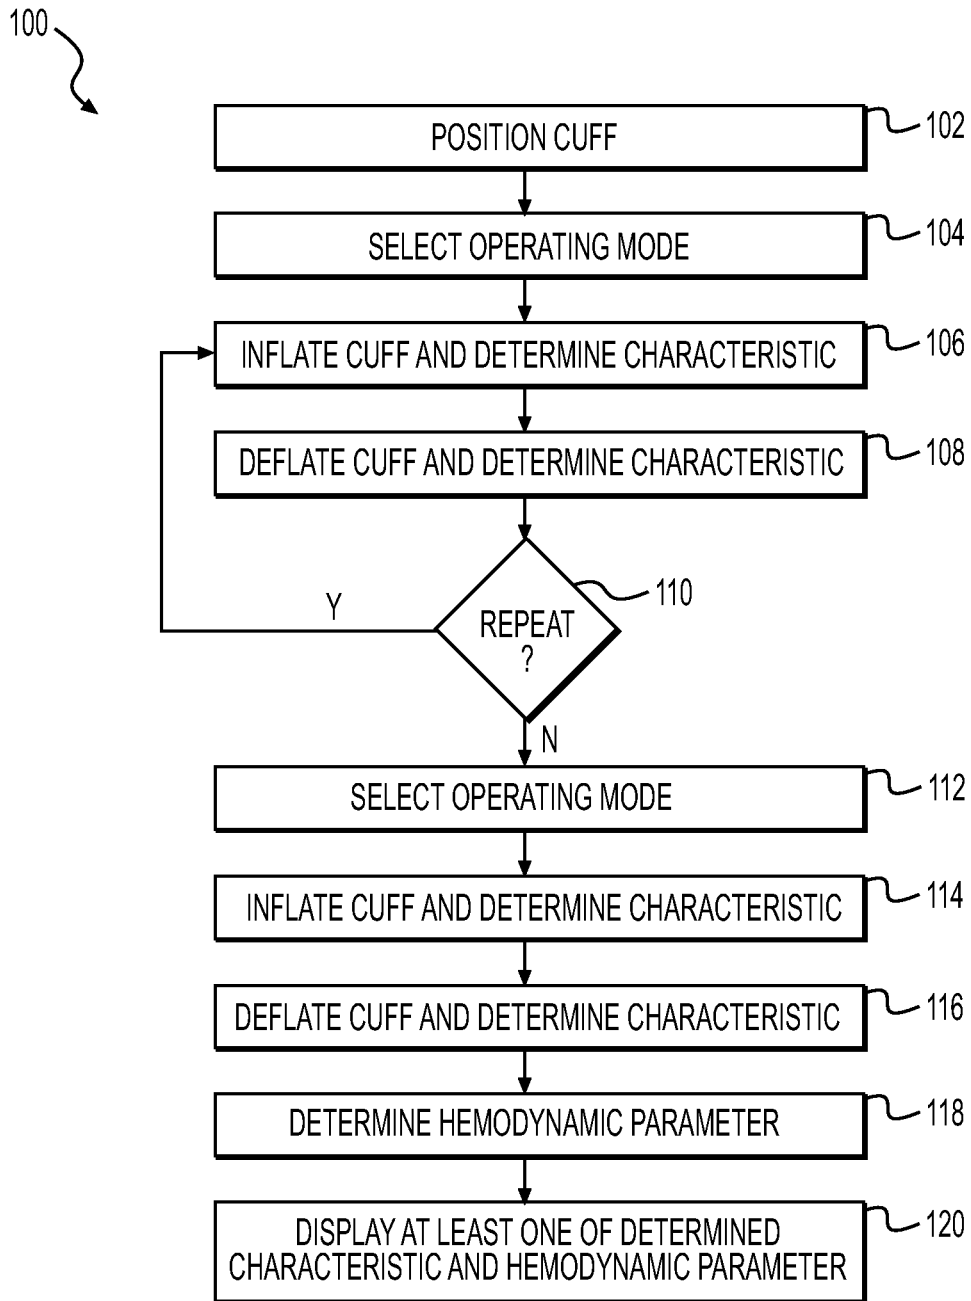 100
POSITION CUFF
102
SELECT OPERATING MODE
104
INFLATE CUFF AND DETERMINE CHARACTERISTIC
106
DEFLATE CUFF AND DETERMINE CHARACTERISTIC
108
REPEAT
?
110
Y
N
SELECT OPERATING MODE
112
INFLATE CUFF AND DETERMINE CHARACTERISTIC
114
DEFLATE CUFF AND DETERMINE CHARACTERISTIC
116
DETERMINE HEMODYNAMIC PARAMETER
118
DISPLAY AT LEAST ONE OF DETERMINED
CHARACTERISTIC AND HEMODYNAMIC PARAMETER
120